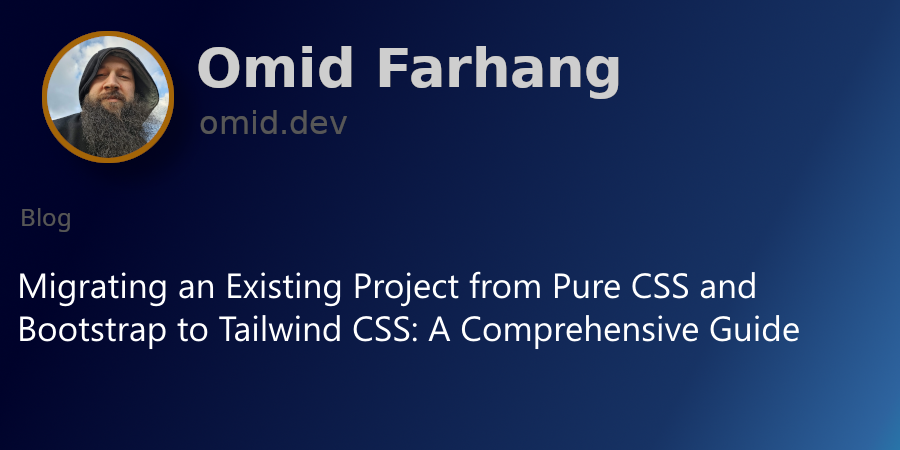 Omid Farhang
omid.dev
Blog
Migrating an Existing Project from Pure CSS and
Bootstrap to Tailwind CSS: A Comprehensive Guide